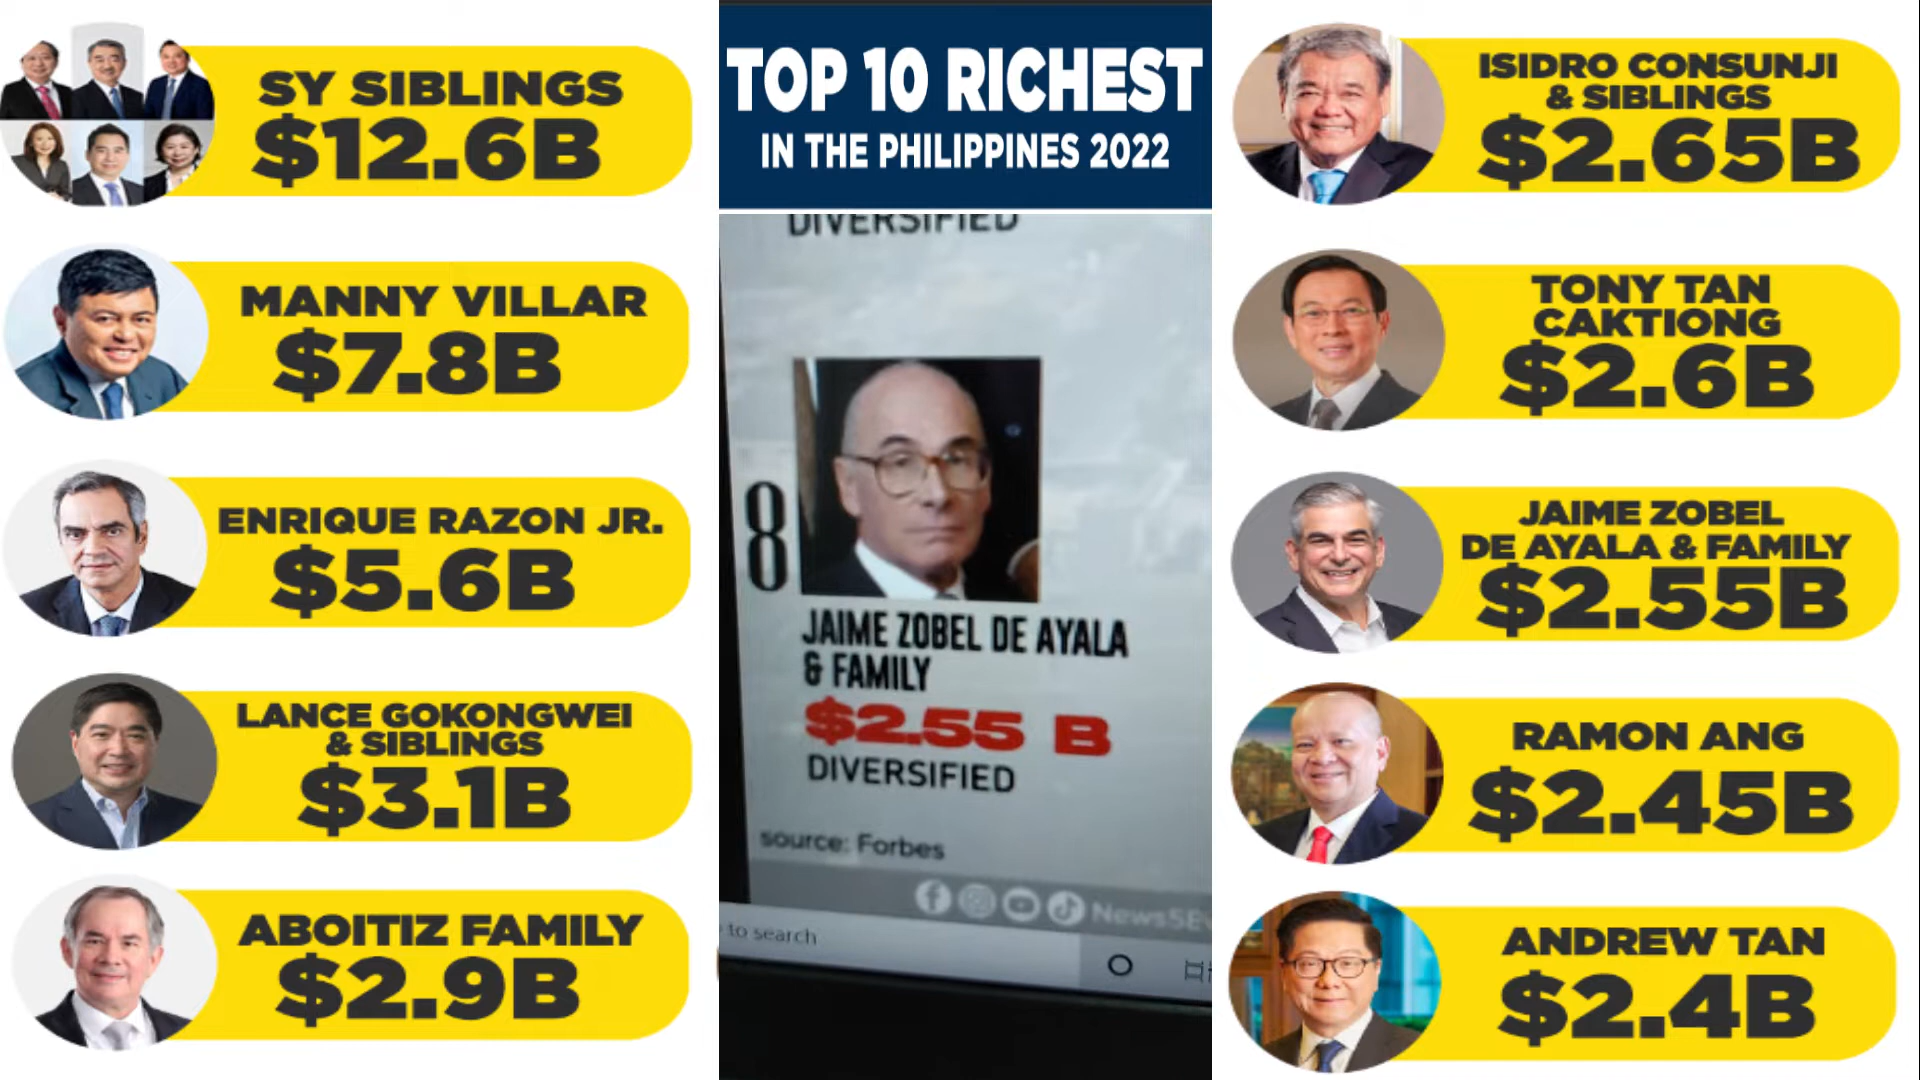 SY SIBLINGS
$12.6B
MANNY VILLAR
$7.8B
ENRIQUE RAZON JR.
$5.6B
LANCE GOKONGWEI
& SIBLINGS
$3.1B
ABOITIZ FAMILY
$2.9B
TOP 10 RICHEST
IN THE PHILIPPINES 2022
DIVERSIFIED
8
JAIME ZOBEL DE AYALA
& FAMILY
$2.55 B
DIVERSIFIED
source: Forbes
to search
ISIDRO CONSUNJI
& SIBLINGS
$2.65B
TONY TAN
CAKTIONG
$2.6B
JAIME ZOBEL
DE AYALA & FAMILY
$2.55B
RAMON ANG
$2.45B
ANDREW TAN
$2.4B